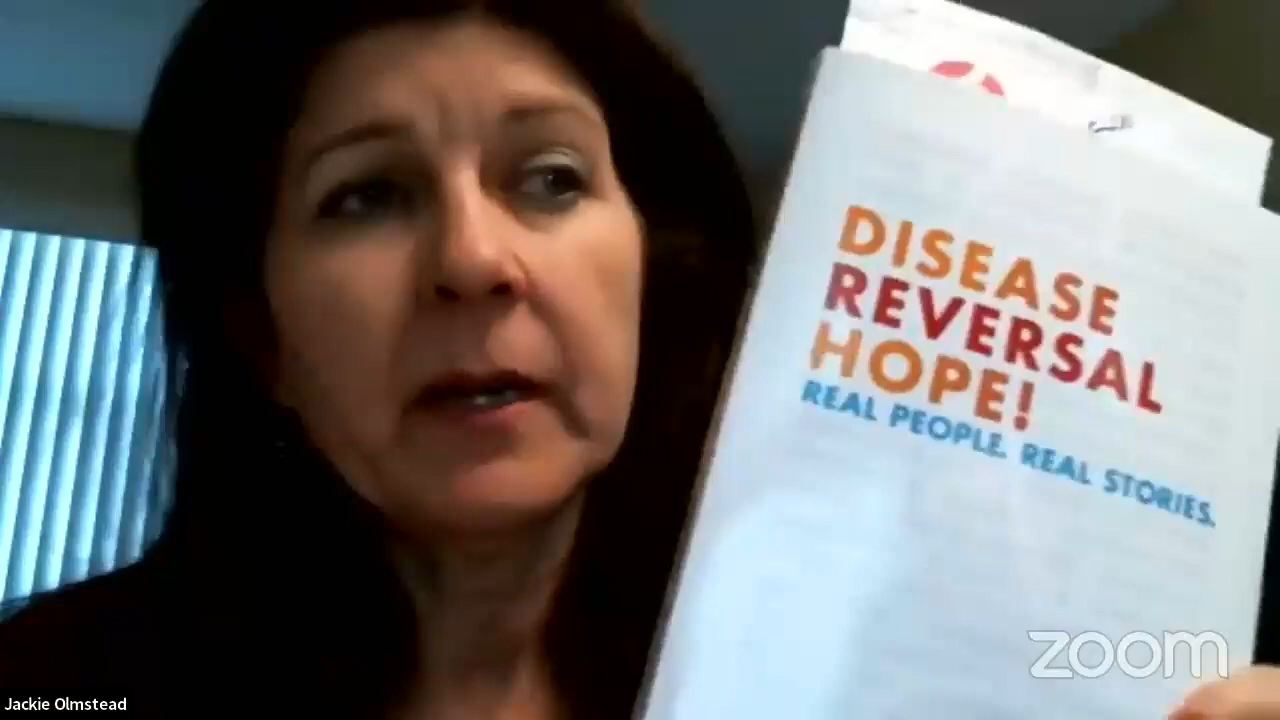 DISEASE
REVERSAL
HOPE!
REAL PEOPLE. REAL STORIES.
zoom
Jackie Olmstead